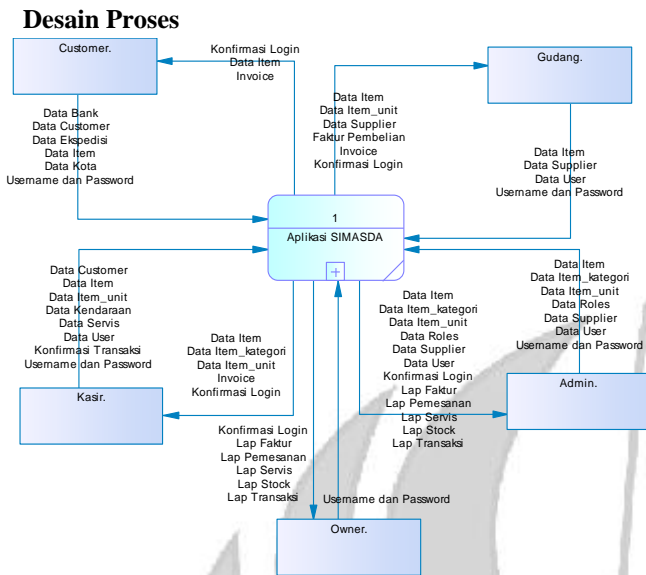 Desain Proses
Customer.
Konfirmasi Login
Data Item
Invoice
Gudang.
Data Bank
Data Customer
Data Ekspedisi
Data Item
Data Kota
Username dan Password
Data Item
Data Item_unit
Data Supplier
Faktur Pembelian
Invoice
Konfirmasi Login
Data Item
Data Supplier
Data User
Username dan Password
1
Aplikasi SIMASDA
+
Data Customer
Data Item
Data Item_unit
Data Kendaraan
Data Servis
Data User
Konfirmasi Transaksi
Username dan Password
Kasir.
Data Item
Data Item_kategori
Data Item_unit
Invoice
Konfirmasi Login
Konfirmasi Login
Lap Faktur
Lap Pemesanan
Lap Servis
Lap Stock
Lap Transaksi
Username dan Password
Owner.
Data Item
Data Item_kategori
Data Item_unit
Data Roles
Data Supplier
Data User
Konfirmasi Login
Lap Faktur
Lap Pemesanan
Lap Servis
Lap Stock
Lap Transaksi
Data Item
Data Item_kategori
Data Item_unit
Data Roles
Data Supplier
Data User
Username dan Password
Admin.